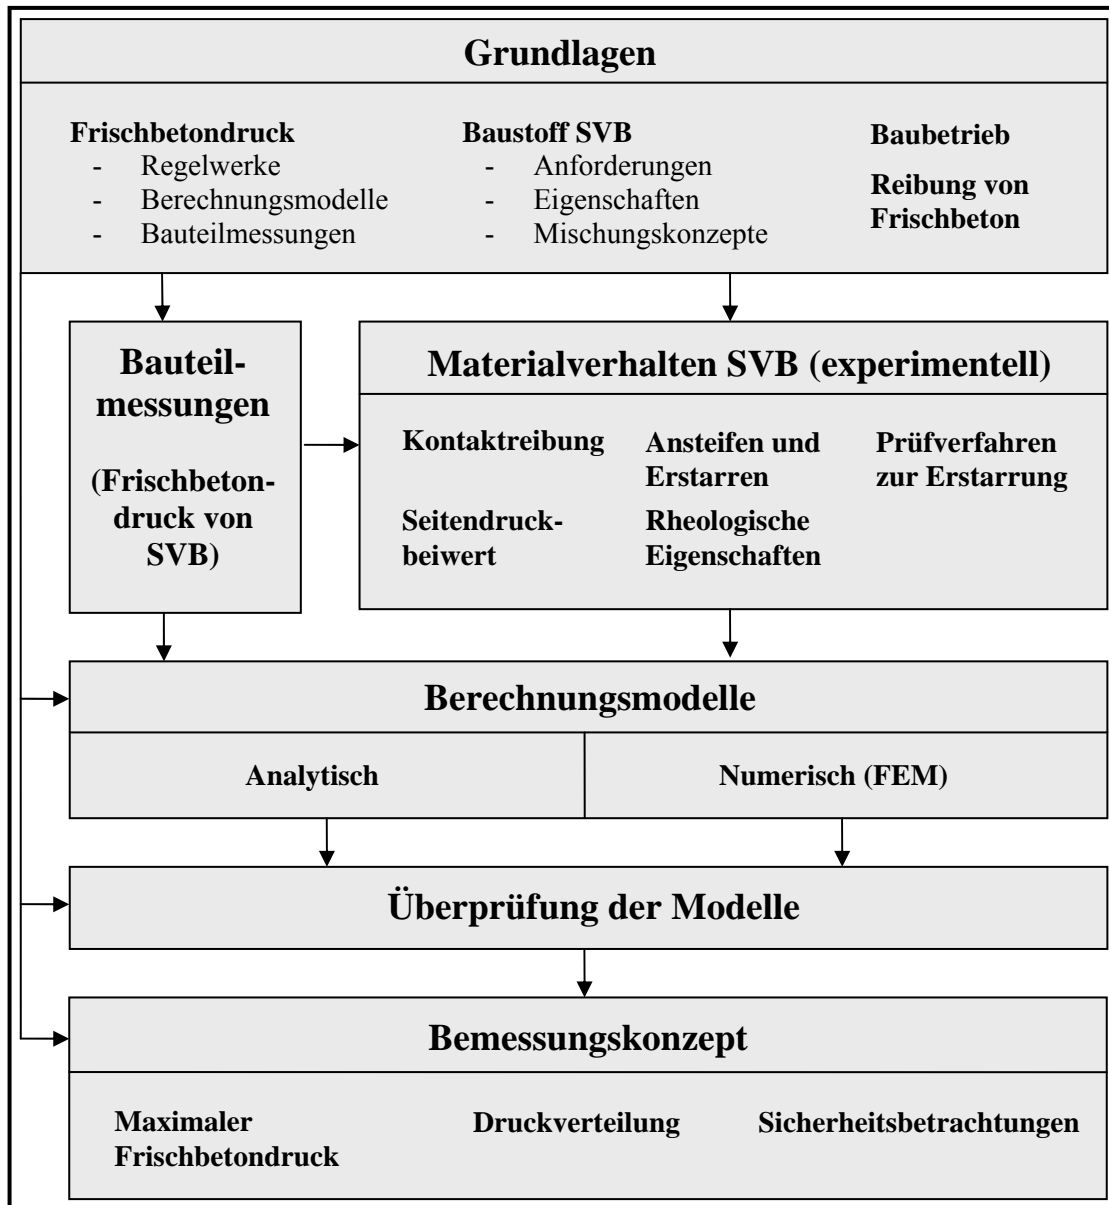 Grundlagen
Frischbetondruck
- Regelwerke
- Berechnungsmodelle
- Bauteilmessungen
Baustoff SVB
- Anforderungen
- Eigenschaften
- Mischungskonzepte
Baubetrieb
Reibung von
Frischbeton
Bauteil-
messungen
(Frischbeton-
druck von
SVB)
Materialverhalten SVB (experimentell)
Kontaktreibung
Ansteifen und
Erstarren
Prüfverfahren
zur Erstarrung
Seitendruck-
beiwert
Rheologische
Eigenschaften
Berechnungsmodelle
Analytisch
Numerisch (FEM)
Überprüfung der Modelle
Bemessungskonzept
Maximaler
Frischbetondruck
Druckverteilung
Sicherheitsbetrachtungen